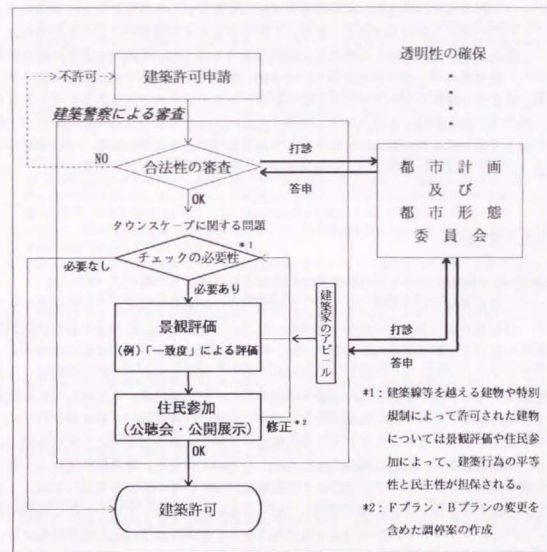 透明性の確保
・
・
不許可
建築許可申請
建築警察による審査
NO
合法性の審査
打診
答申
OK
都市計画
及び
都市形態
委員会
タウンスケープに関する問題
*1
必要なし
チェックの必要性
必要あり
景観評価
(例)「一致度」による評価
建築家のアピール
打診
答申
住民参加
(公聴会・公開展示)
修正*2
OK
建築許可
*1：建築線等を越える建物や特別
規制によって許可された建物
については景観評価や住民参
加によって、建築行為の平等
性と民主性が担保される。
*2：Fプラン・Bプランの変更を
含めた調停案の作成